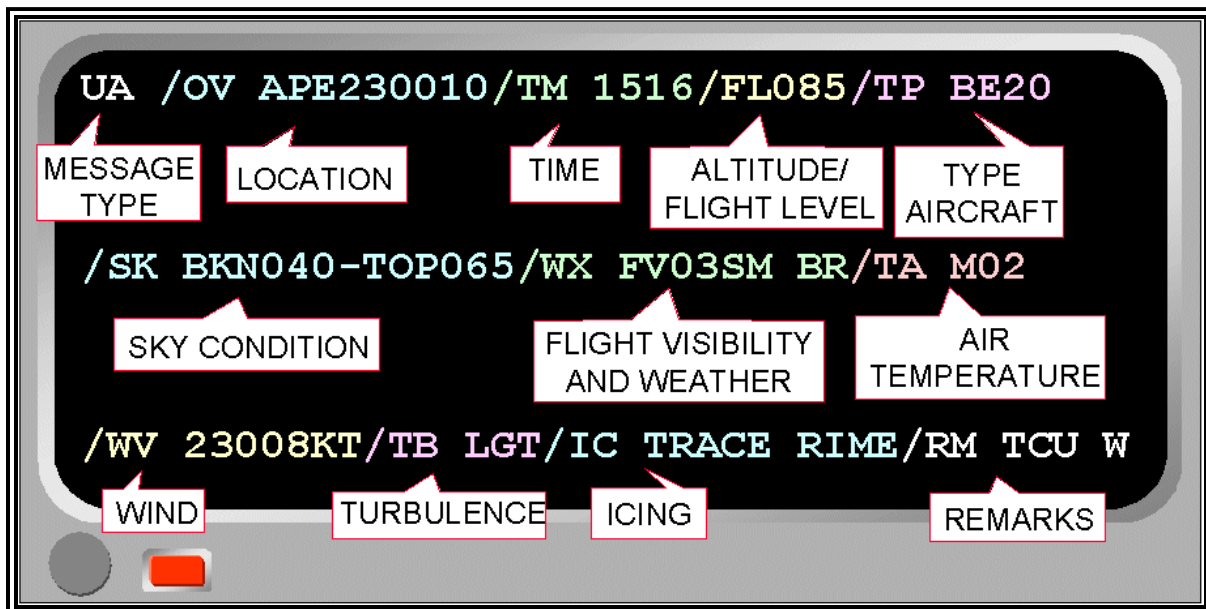 UA /OV APE230010/TM 1516/FL085/TP BE20
MESSAGE
TYPE
LOCATION
TIME
ALTITUDE/
FLIGHT LEVEL
TYPE
AIRCRAFT
/SK BKN040-TOP065/WX FV03SM BR/TA M02
SKY CONDITION
FLIGHT VISIBILITY
AND WEATHER
AIR
TEMPERATURE
/WV 23008KT/TB LGT/IC TRACE RIME/RM TCU W
WIND
TURBULENCE
ICING
REMARKS